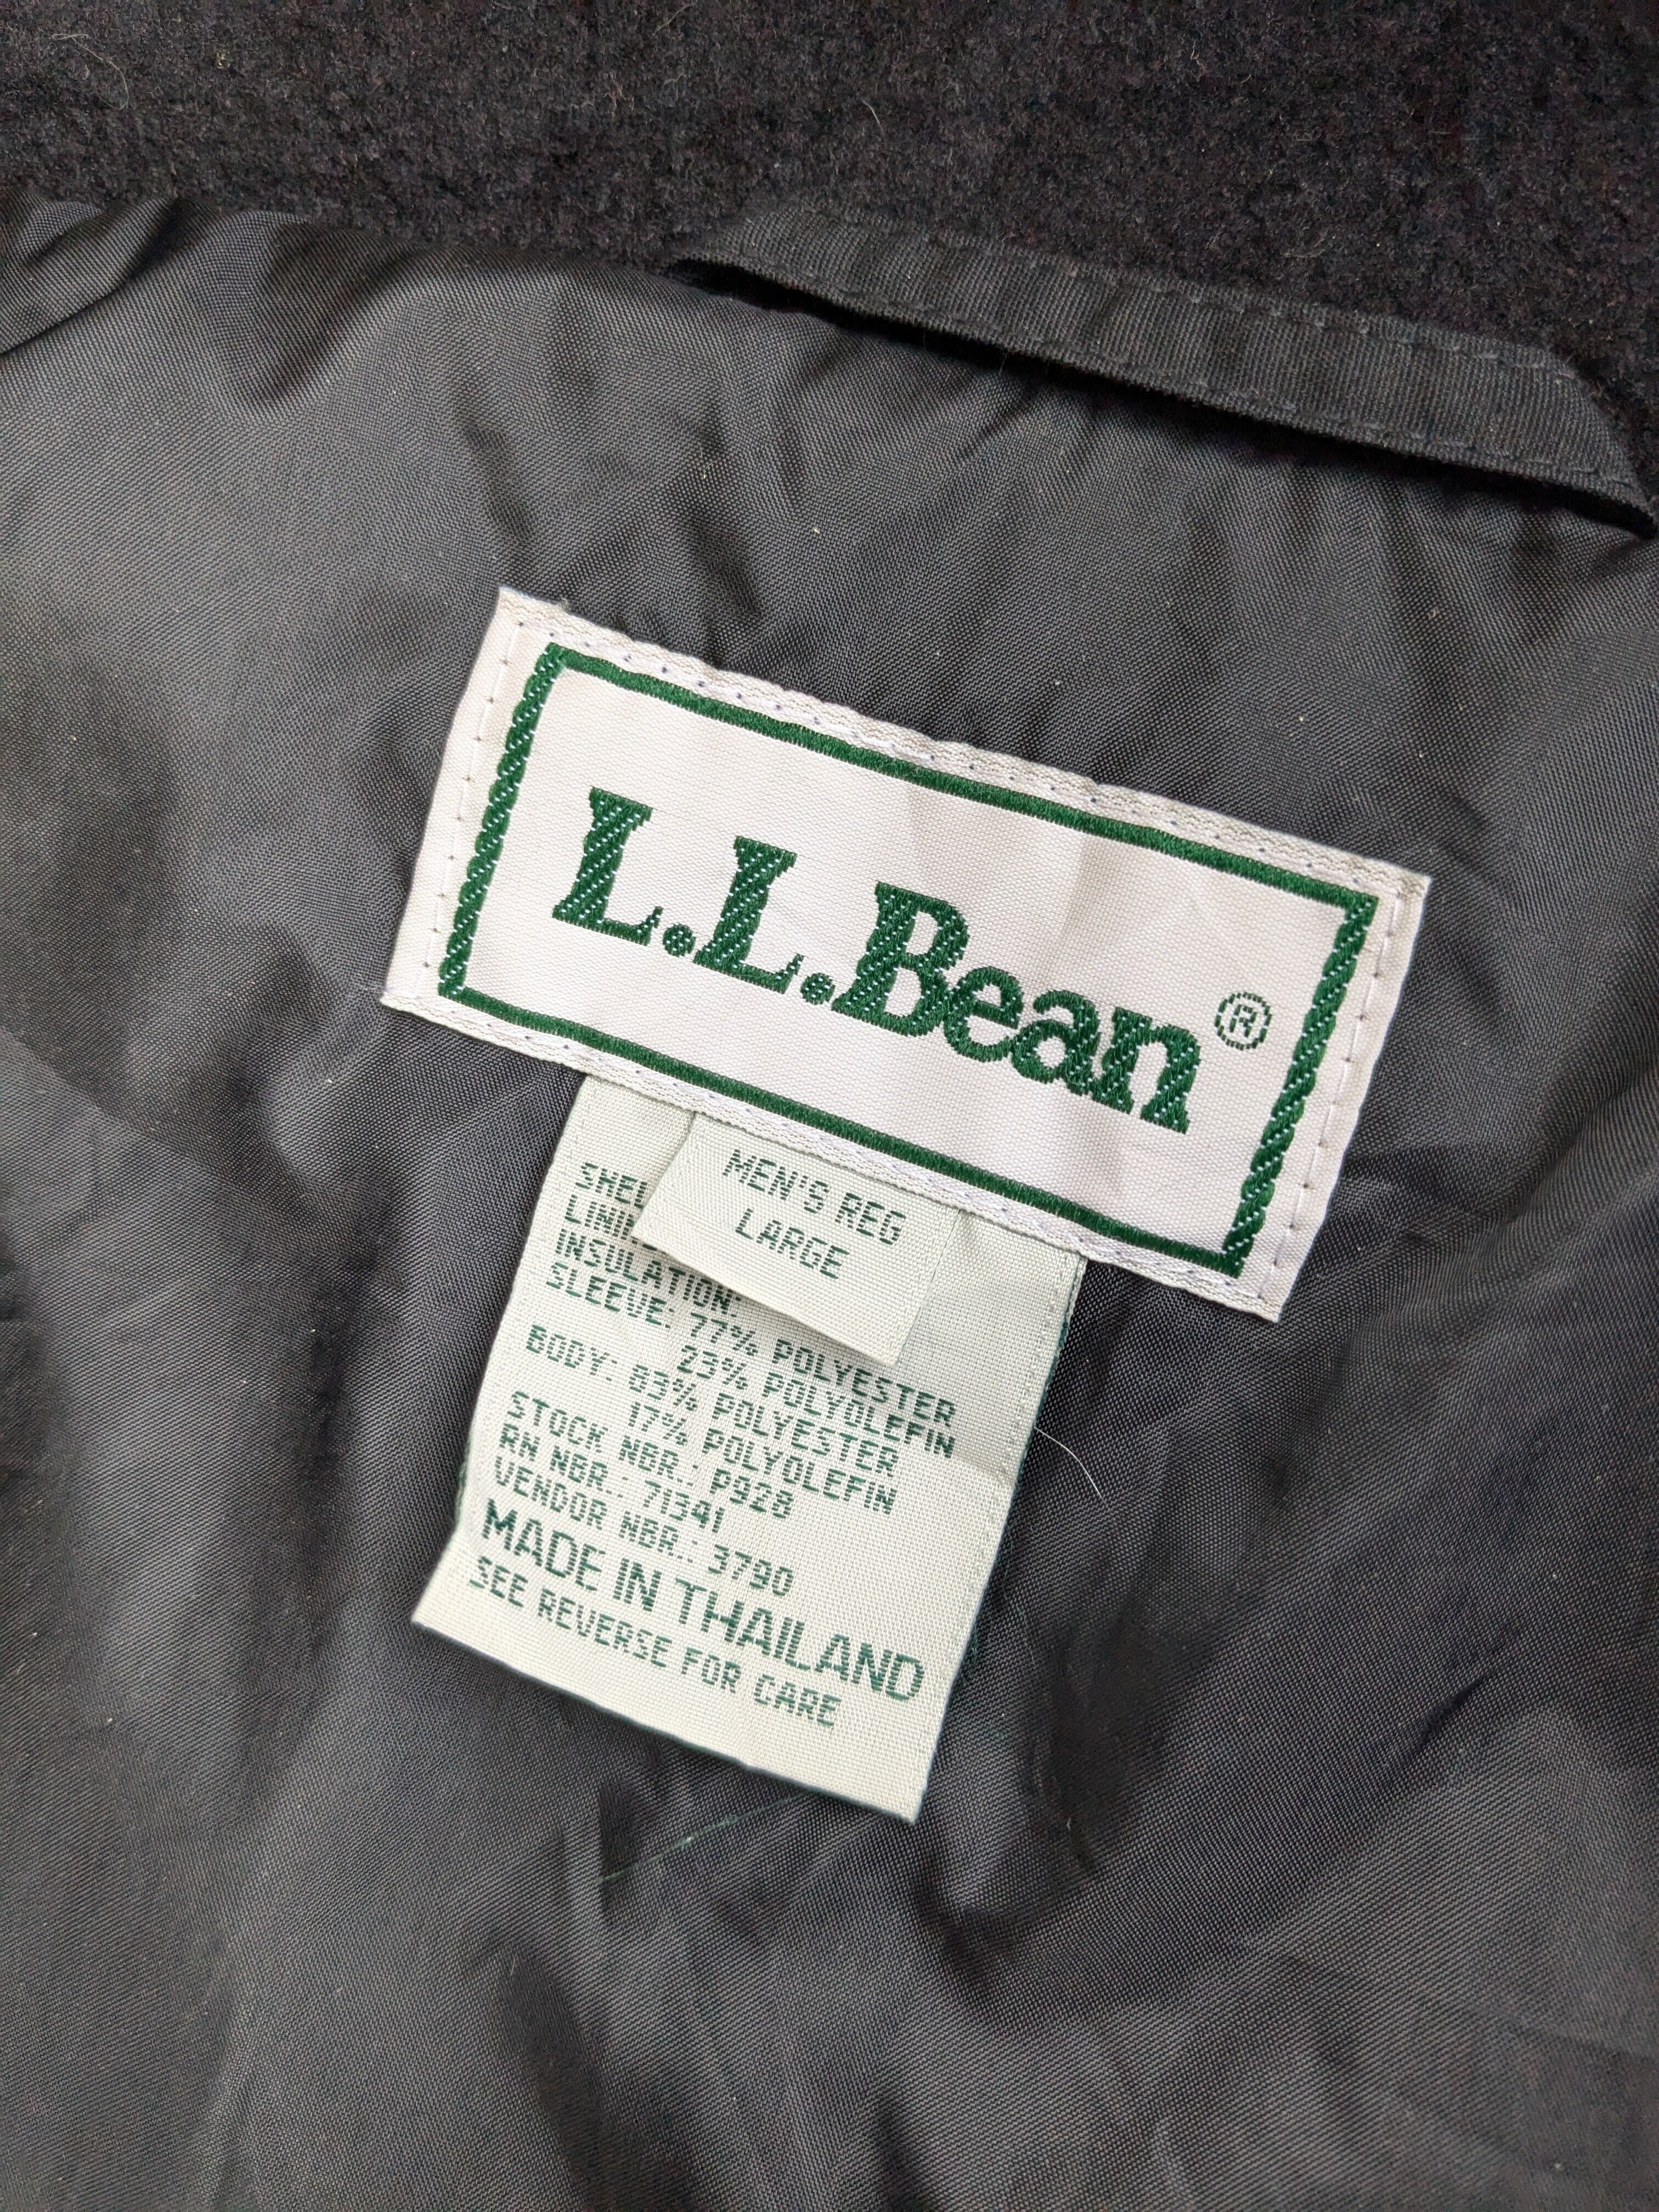 L.L.Bean®
MEN'S REG
LARGE
INSULATION:
SLEEVE: 77% POLYESTER
23% POLYOLEFIN
BODY: 83% POLYESTER
17% POLYOLEFIN
STOCK NBR.: P928
RN NBR.: 71341
VENDOR NBR.: 3790
MADE IN THAILAND
SEE REVERSE FOR CARE